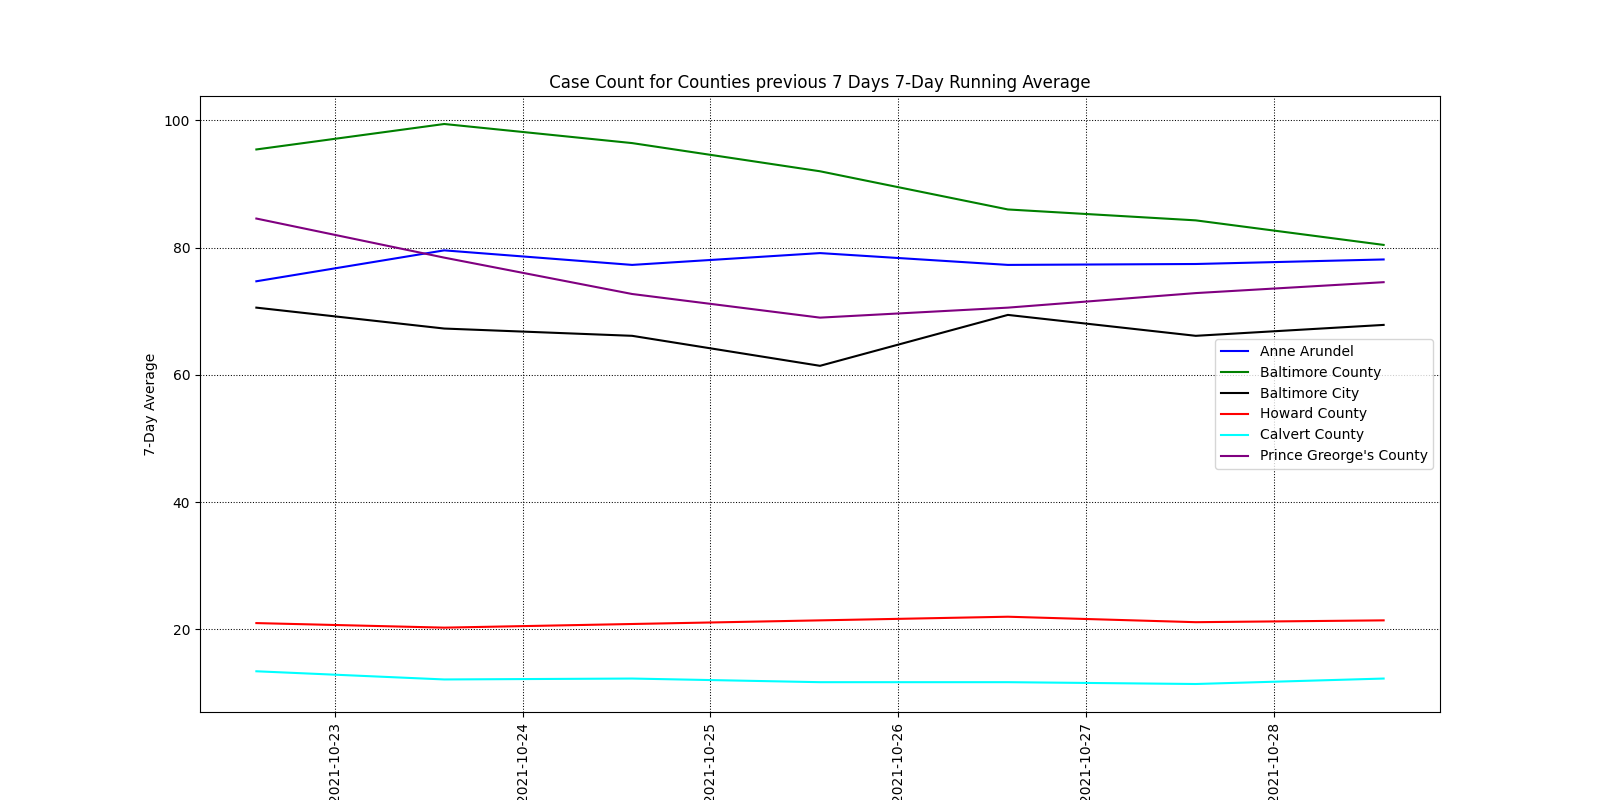 Case Count for Counties previous 7 Days 7-Day Running Average
100
80
60
40
20
7-Day Average
Anne Arundel
Baltimore County
Baltimore City
Howard County
Calvert County
Prince Greorge's County
2021-10-23
2021-10-24
2021-10-25
2021-10-26
2021-10-27
2021-10-28